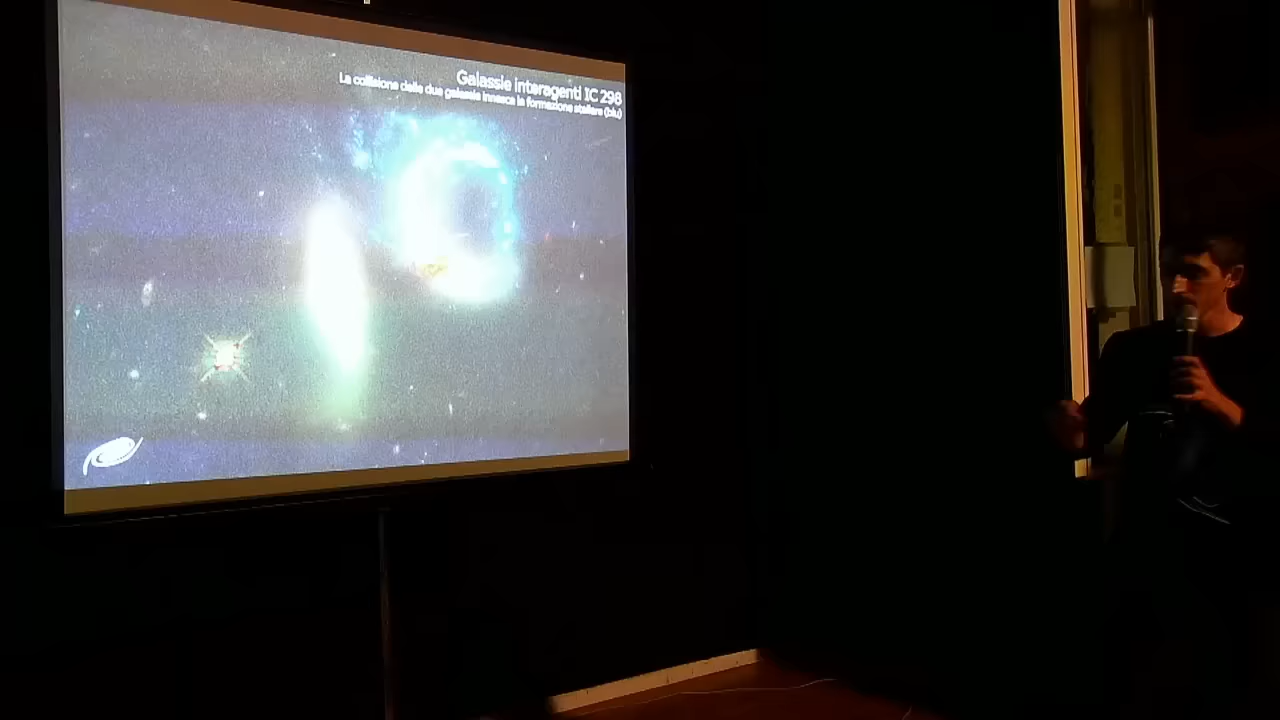 Galassie interagenti IC 298
La collisione delle due galassie innesca la formazione stellare (blu)